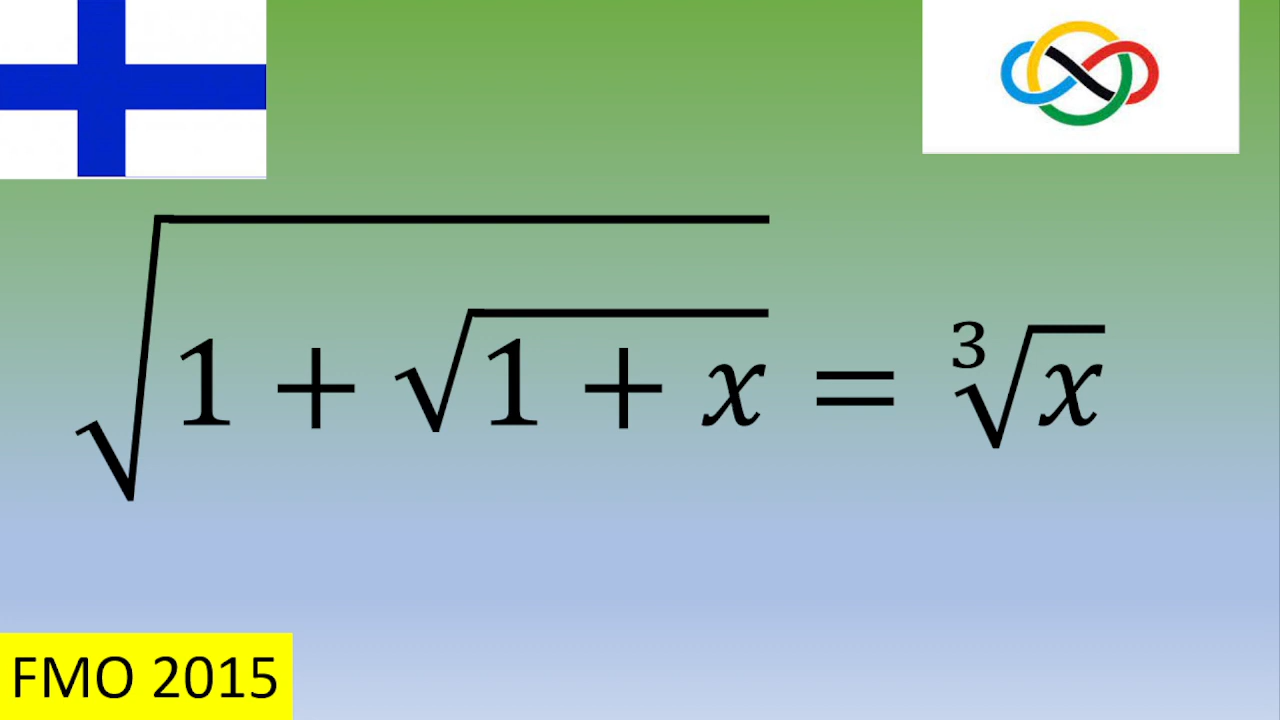 √(1 + √(1 + x)) = ∛x
FMO 2015